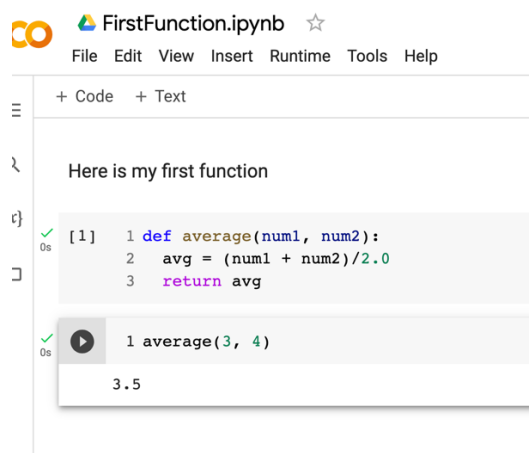 FirstFunction.ipynb
File Edit View Insert Runtime Tools Help
+ Code + Text
Here is my first function
[1] 1 def average(num1, num2):
0s 2 avg = (num1 + num2)/2.0
3 return avg
1 average(3, 4)
0s
3.5